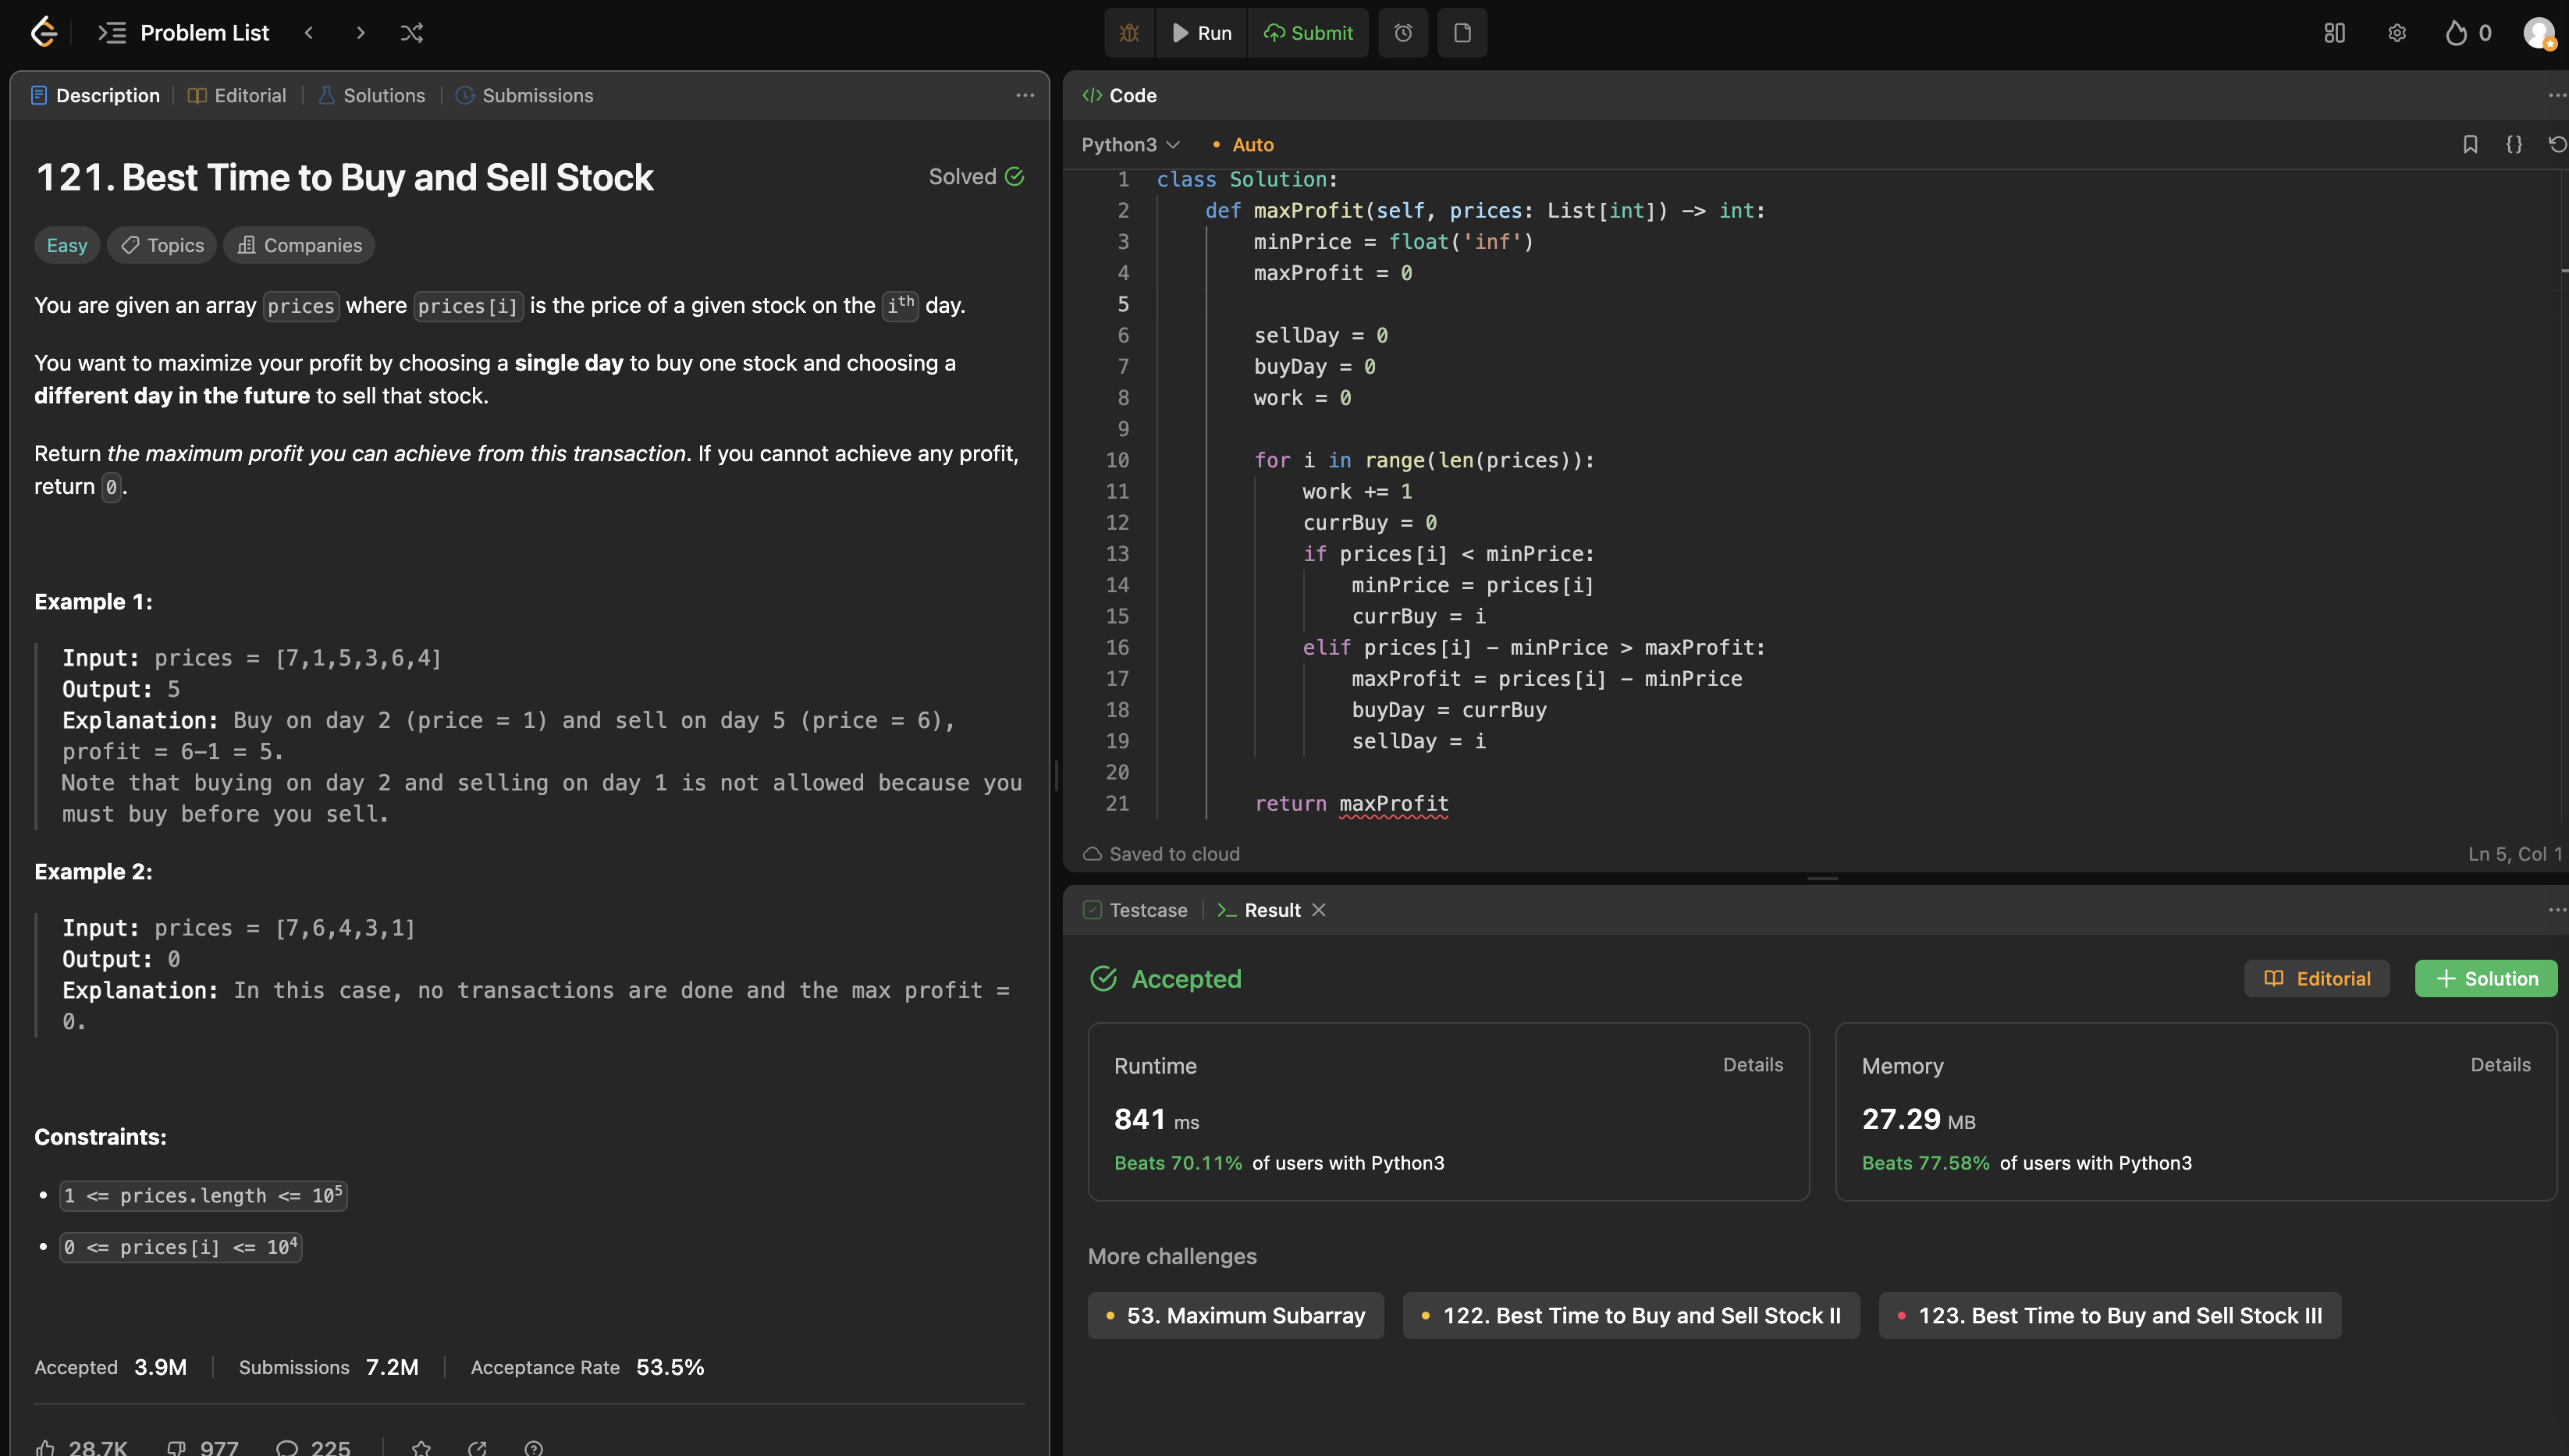 Problem List
Run
Submit
0
Description
Editorial
Solutions
Submissions
121. Best Time to Buy and Sell Stock
Solved
Easy
Topics
Companies
You are given an array prices where prices[i] is the price of a given stock on the ith day.
You want to maximize your profit by choosing a single day to buy one stock and choosing a
different day in the future to sell that stock.
Return the maximum profit you can achieve from this transaction. If you cannot achieve any profit,
return 0.
Example 1:
Input: prices = [7,1,5,3,6,4]
Output: 5
Explanation: Buy on day 2 (price = 1) and sell on day 5 (price = 6),
profit = 6-1 = 5.
Note that buying on day 2 and selling on day 1 is not allowed because you
must buy before you sell.
Example 2:
Input: prices = [7,6,4,3,1]
Output: 0
Explanation: In this case, no transactions are done and the max profit =
0.
Constraints:
• 1 <= prices.length <= 10^5
• 0 <= prices[i] <= 10^4
Accepted 3.9M
Submissions 7.2M
Acceptance Rate 53.5%
28.7K
977
225
Code
Python3
• Auto
1 class Solution:
2 def maxProfit(self, prices: List[int]) -> int:
3 minPrice = float('inf')
4 maxProfit = 0
5
6 sellDay = 0
7 buyDay = 0
8 work = 0
9
10 for i in range(len(prices)):
11 work += 1
12 currBuy = 0
13 if prices[i] < minPrice:
14 minPrice = prices[i]
15 currBuy = i
16 elif prices[i] - minPrice > maxProfit:
17 maxProfit = prices[i] - minPrice
18 buyDay = currBuy
19 sellDay = i
20
21 return maxProfit
Saved to cloud
Ln 5, Col 1
Testcase
Result
Accepted
Editorial
Solution
Runtime
Details
841 ms
Beats 70.11% of users with Python3
Memory
Details
27.29 MB
Beats 77.58% of users with Python3
More challenges
• 53. Maximum Subarray
• 122. Best Time to Buy and Sell Stock II
• 123. Best Time to Buy and Sell Stock III